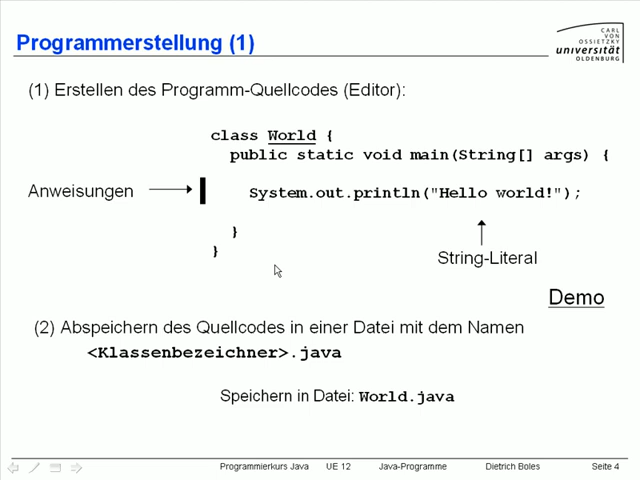 Programmerstellung (1)
CARL
VON
OSSIETZKY
universität
OLDENBURG
(1) Erstellen des Programm-Quellcodes (Editor):
class World {
public static void main(String[] args) {
Anweisungen
System.out.println("Hello world!");
}
}
String-Literal
Demo
(2) Abspeichern des Quellcodes in einer Datei mit dem Namen
<Klassenbezeichner>.java
Speichern in Datei: World.java
Programmierkurs Java UE 12 Java-Programme Dietrich Boles Seite 4